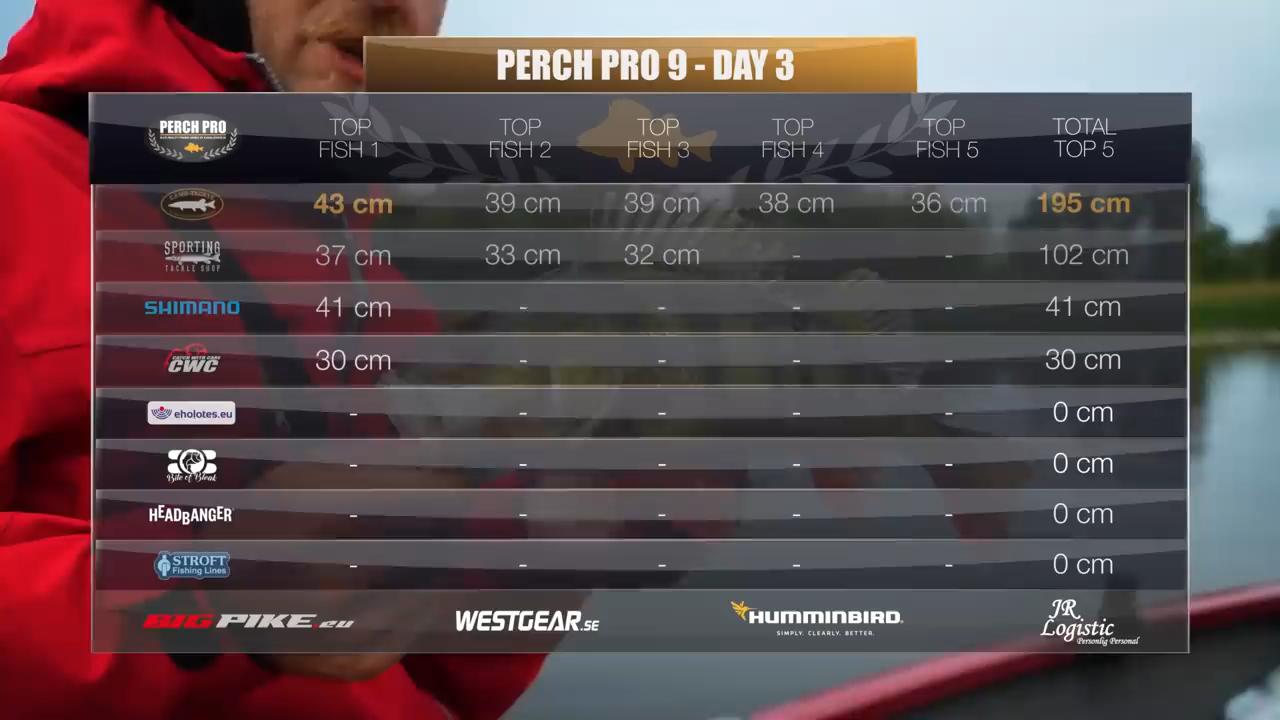 PERCH PRO 9 - DAY 3
PERCH PRO
TOP FISH 1
TOP FISH 2
TOP FISH 3
TOP FISH 4
TOP FISH 5
TOTAL TOP 5
43 cm 39 cm 39 cm 38 cm 36 cm 195 cm
SPORTING
TACKLE SHOP
37 cm 33 cm 32 cm - - 102 cm
SHIMANO 41 cm - - - - 41 cm
CATCH WITH CARE
CWC
30 cm - - - - 30 cm
eholotes.eu - - - - - 0 cm
Bite of Bleak - - - - - 0 cm
HEADBANGER - - - - - 0 cm
STROFT
Fishing Lines
- - - - - 0 cm
BIG PIKE.eu
WESTGEAR.SE
HUMMINBIRD
SIMPLY. CLEARLY. BETTER.
JR
Logistic
Personlig Personal